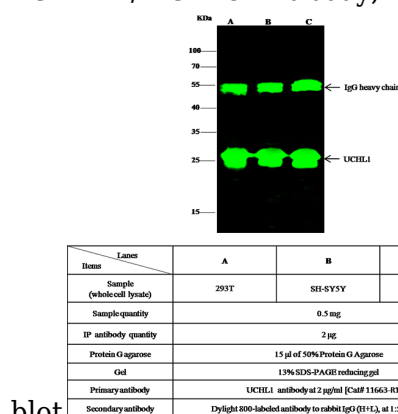 KDa A B C
100
70
55 IgG heavy chain
40
35
25 UCHL1
15
Lanes
Items A B
Sample
(whole cell lysate) 293T SH-SY5Y
Sample quantity 0.5 mg
IP antibody quantity 2 μg
Protein G agarose 15 μl of 50% Protein G Agarose
Gel 13% SDS-PAGE reducing gel
Primary antibody UCHL1 antibody at 2 μg/ml [Cat# 11663-R1
blot Secondary antibody Dylight 800-labeled antibody to rabbit IgG (H+L), at 1: